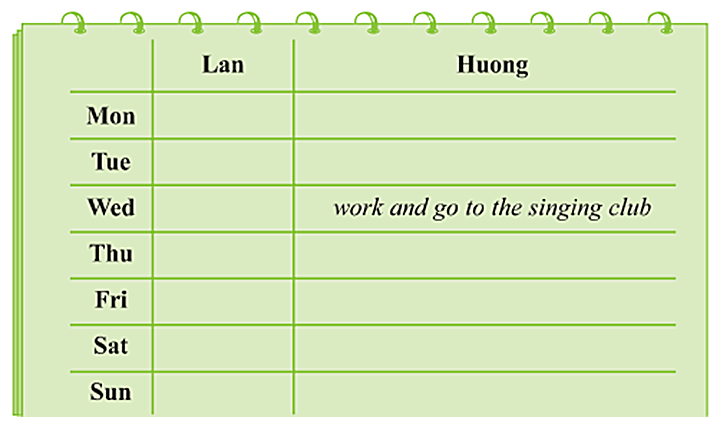 Lan Huong
Mon
Tue
Wed work and go to the singing club
Thu
Fri
Sat
Sun